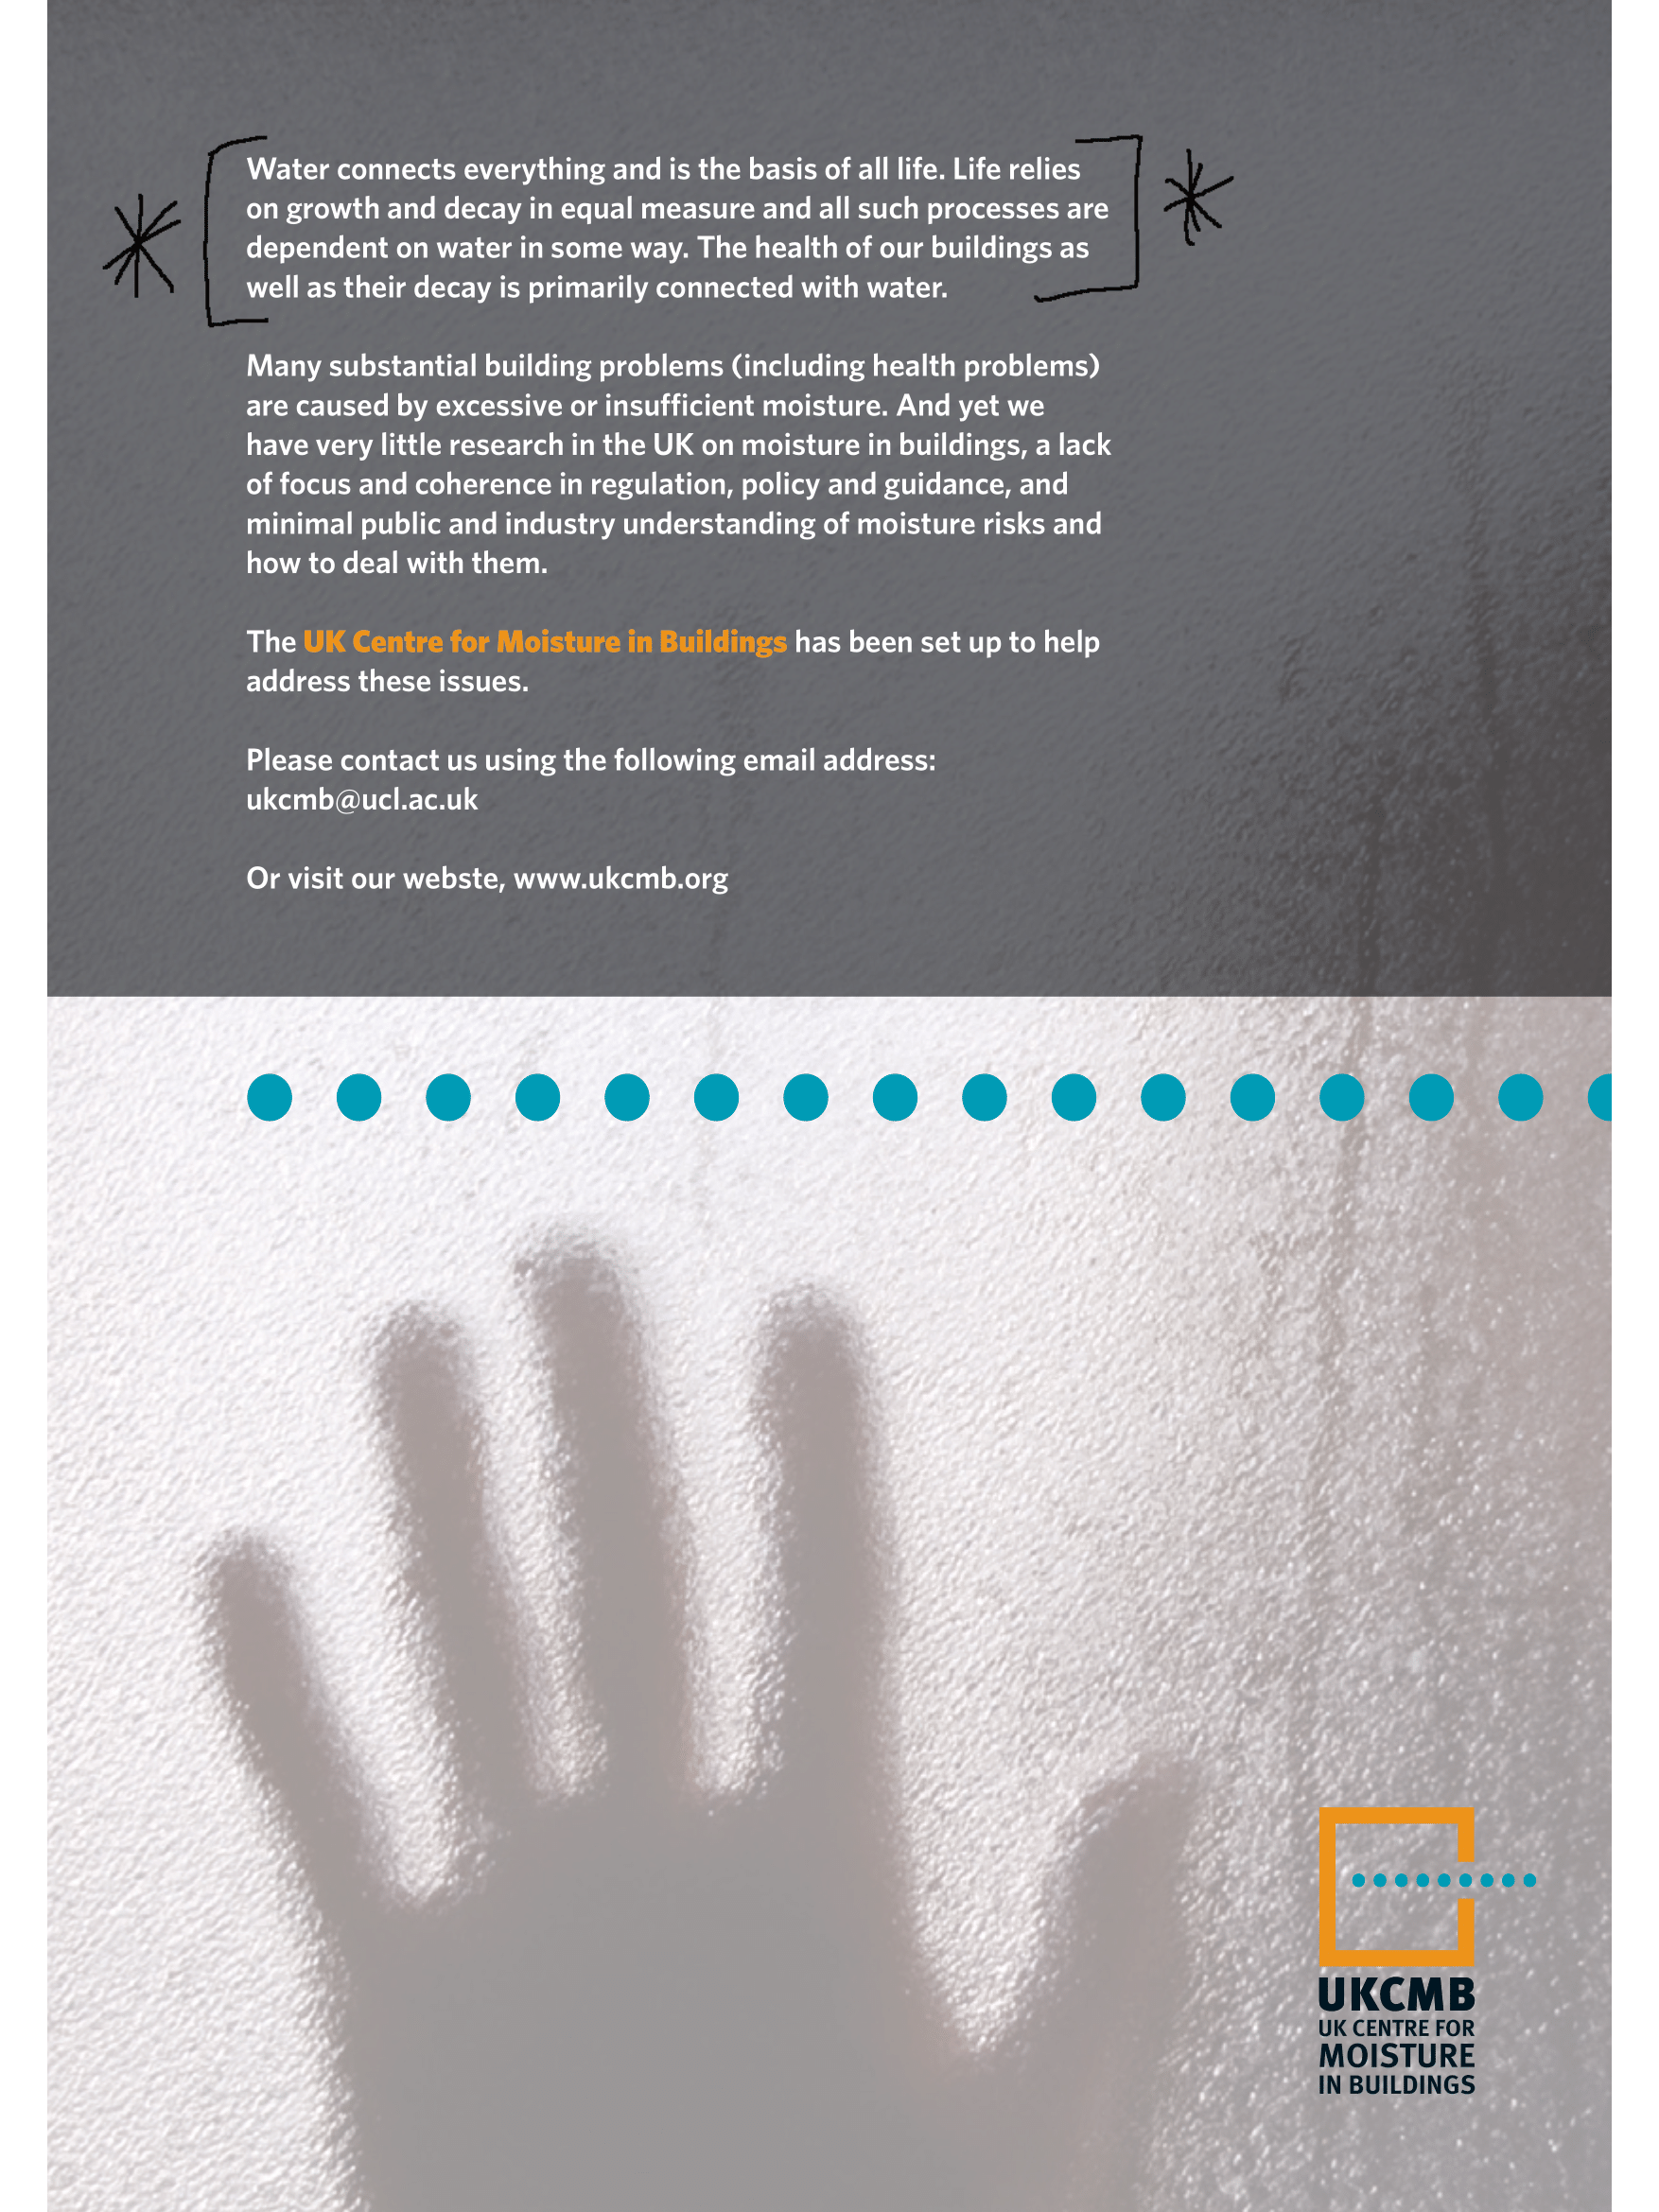 Water connects everything and is the basis of all life. Life relies
on growth and decay in equal measure and all such processes are
dependent on water in some way. The health of our buildings as
well as their decay is primarily connected with water.
Many substantial building problems (including health problems)
are caused by excessive or insufficient moisture. And yet we
have very little research in the UK on moisture in buildings, a lack
of focus and coherence in regulation, policy and guidance, and
minimal public and industry understanding of moisture risks and
how to deal with them.
The UK Centre for Moisture in Buildings has been set up to help
address these issues.
Please contact us using the following email address:
ukcmb@ucl.ac.uk
Or visit our webste, www.ukcmb.org
UKCMB
UK CENTRE FOR
MOISTURE
IN BUILDINGS